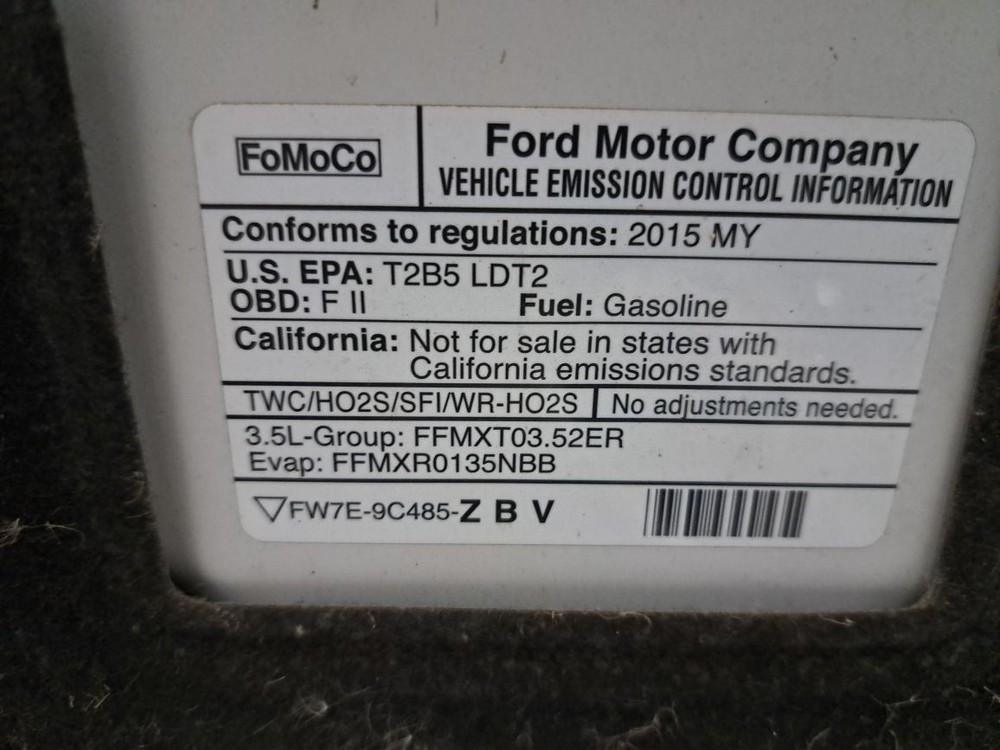 FoMoCo
Ford Motor Company
VEHICLE EMISSION CONTROL INFORMATION
Conforms to regulations: 2015 MY
U.S. EPA: T2B5 LDT2
OBD: F II Fuel: Gasoline
California: Not for sale in states with
California emissions standards.
TWC/HO2S/SFI/WR-HO2S No adjustments needed.
3.5L-Group: FFMXT03.52ER
Evap: FFMXR0135NBB
▽FW7E-9C485-Z B V